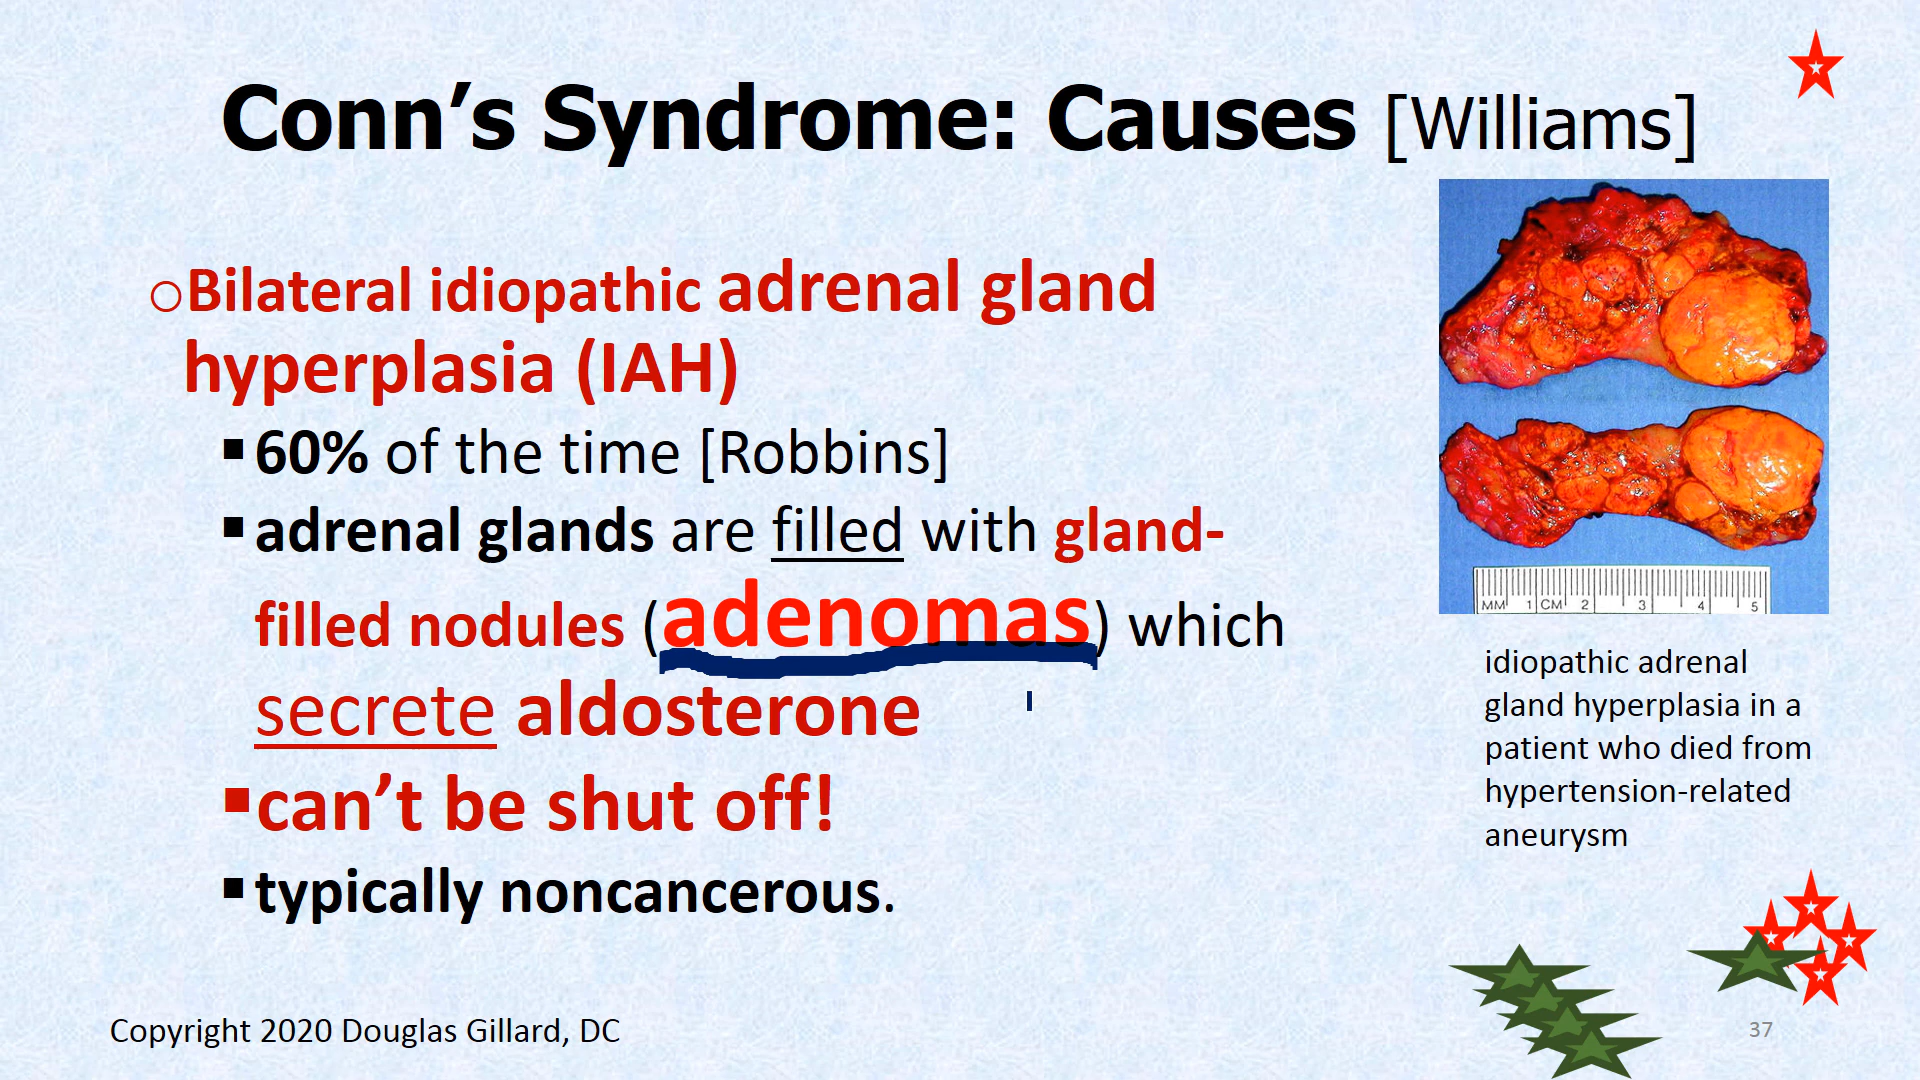 Conn’s Syndrome: Causes [Williams]
oBilateral idiopathic adrenal gland
hyperplasia (IAH)
▪60% of the time [Robbins]
▪adrenal glands are filled with gland-
filled nodules (adenomas) which
secrete aldosterone
▪can’t be shut off!
▪typically noncancerous.
MM 1 CM 2 3 4 5
idiopathic adrenal
gland hyperplasia in a
patient who died from
hypertension-related
aneurysm
Copyright 2020 Douglas Gillard, DC
37